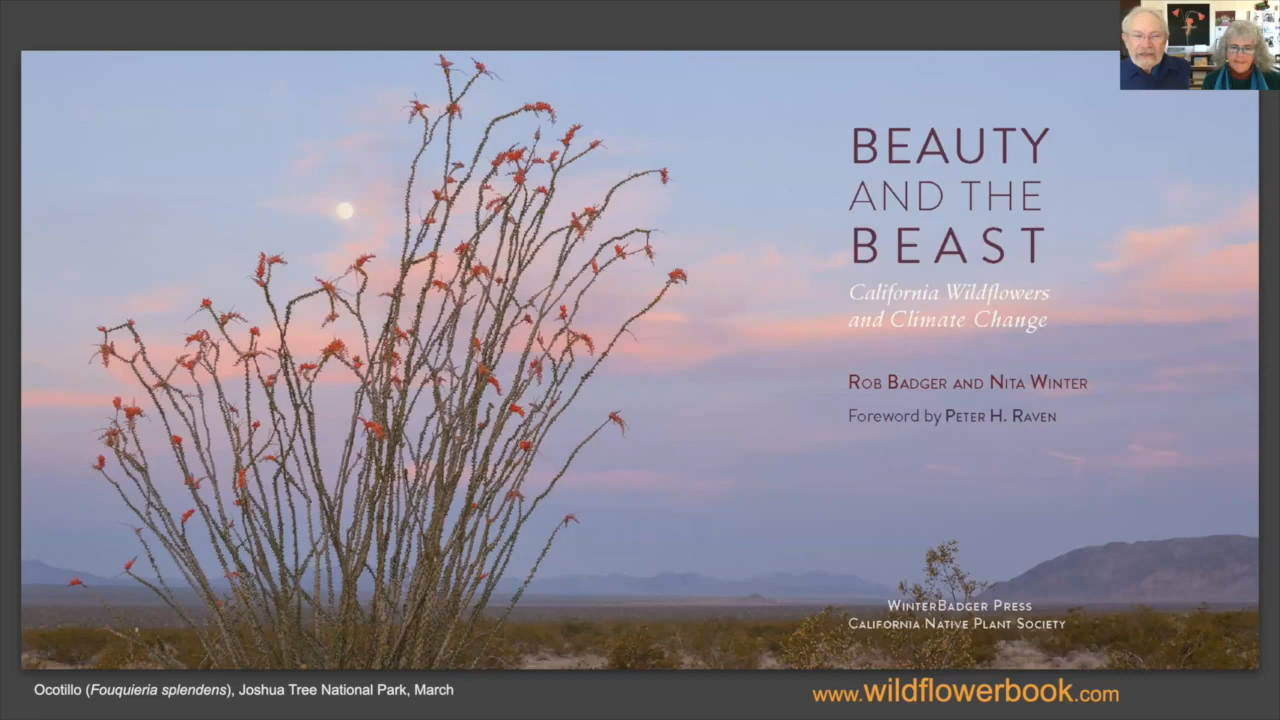 BEAUTY
AND THE
BEAST
California Wildflowers
and Climate Change
ROB BADGER AND NITA WINTER
Foreword by PETER H. RAVEN
WINTERBADGER PRESS
CALIFORNIA NATIVE PLANT SOCIETY
Ocotillo (Fouquieria splendens), Joshua Tree National Park, March
www.wildflowerbook.com